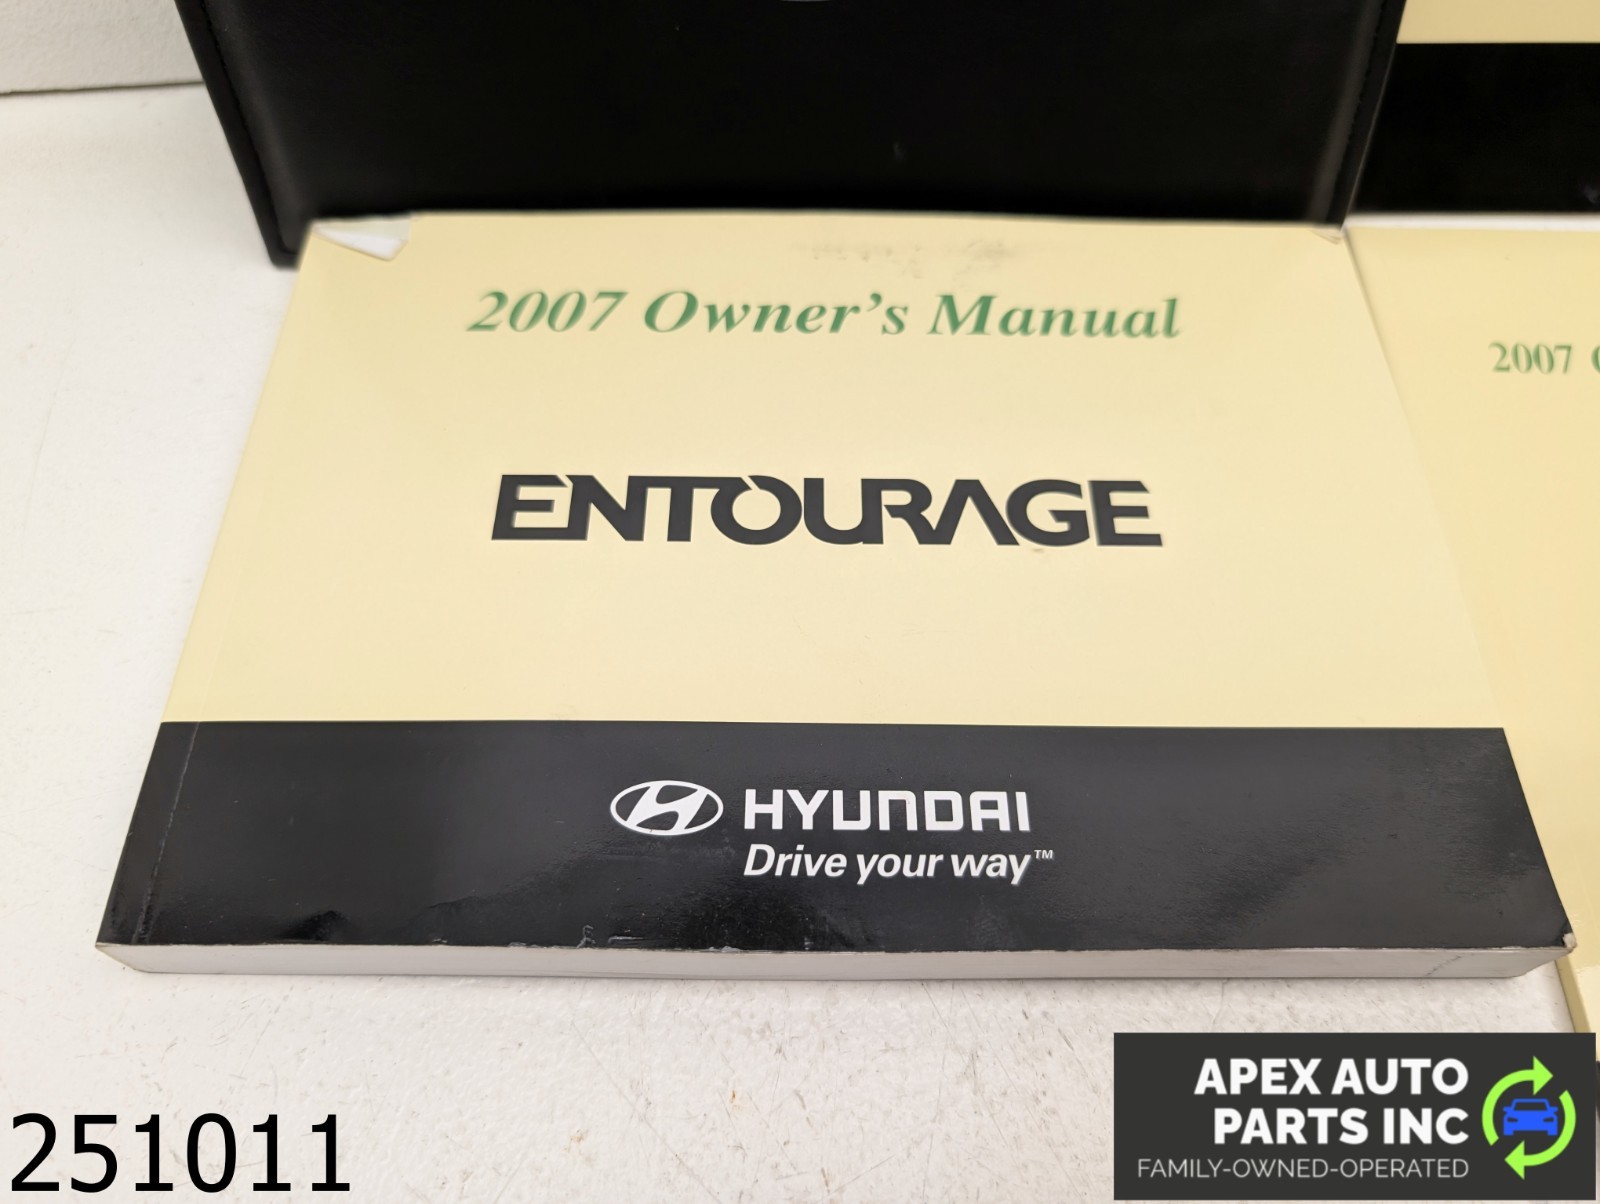 2007 Owner's Manual
2007
ENTOURAGE
HYUNDAI
Drive your way™
APEX AUTO
PARTS INC
FAMILY-OWNED-OPERATED
251011